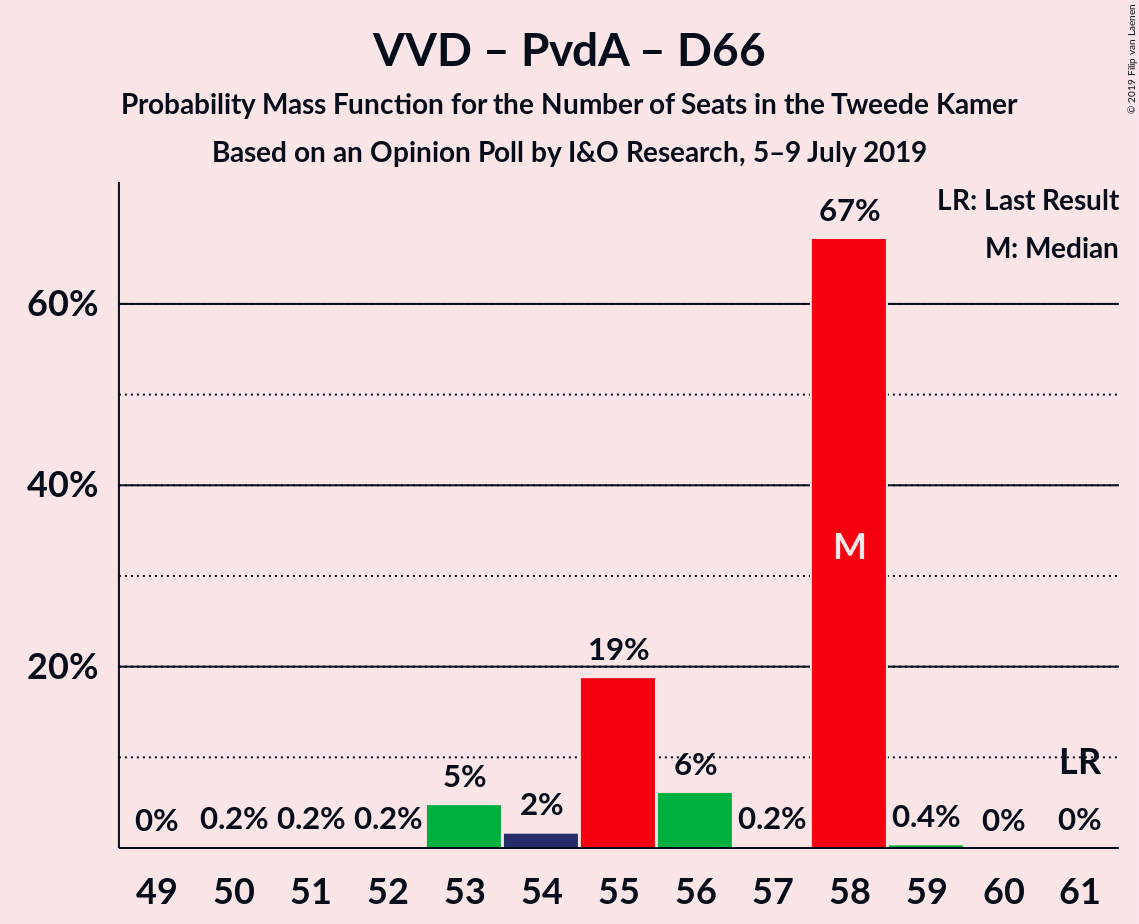 VVD – PvdA – D66
Probability Mass Function for the Number of Seats in the Tweede Kamer
Based on an Opinion Poll by I&O Research, 5–9 July 2019
© 2019 Filip van Laenen
LR: Last Result
M: Median
60%
40%
20%
0%
0.2%
0.2%
0.2%
5%
2%
19%
6%
0.2%
67%
M
0.4%
0%
LR
0%
49 50 51 52 53 54 55 56 57 58 59 60 61